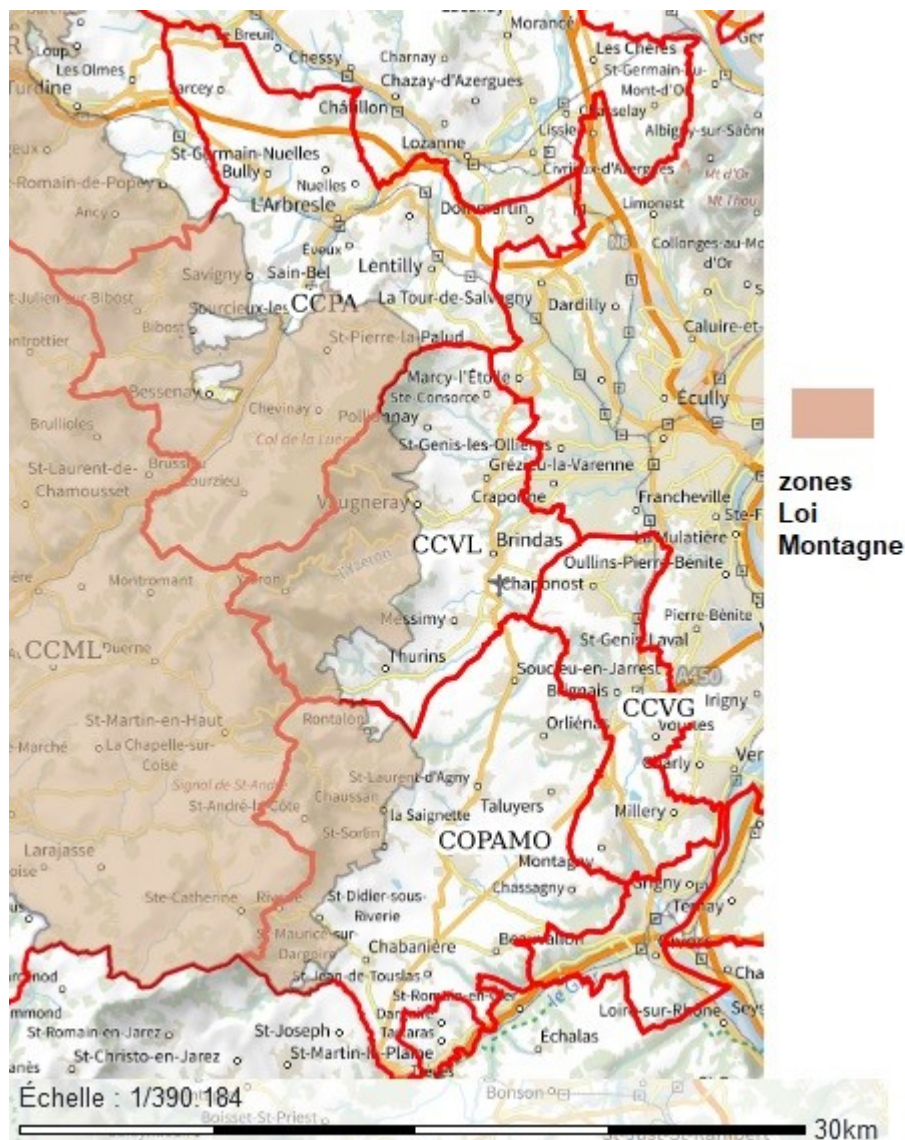 Morancé
Le Breuil
Chessy
Charnay
Les Chères
Loup
Les Olmes
Chazay-d'Azergues
St-Germain-au-
Mont-d'Or
Sarcey
Châtillon
Chasselay
Lozanne
Lissieu
Albigny-sur-Saône
St-Germain-Nuelles
Bully
Civrieux-d'Azergues
Mt d'Or
St-Romain-de-Popey
Nuelles
L'Arbresle
Dommartin
Limonest
Mt Thou
Ancy
Eveux
N6
Collonges-au-Mo
d'Or
Savigny
Sain-Bel
Lentilly
St-Julien-sur-Bibost
Sourcieux-les
CCPA
La Tour-de-Salvagny
Dardilly
Bibost
St-Pierre-la-Palud
Caluire-et-
Marcy-l'Étoile
Bessenay
Ste-Consorce
Écully
Chevinay
Pollionnay
Brullioles
Col de la Luère
St-Genis-les-Ollières
St-Laurent-de-
Chamousset
Brussieu
Grézieu-la-Varenne
zones
Loi
Montagne
Courzieu
Vaugneray
Craponne
Francheville
La Mulatière
CCVL
Brindas
Oullins-Pierre-Bénite
Montromant
Yzeron
L'Yzeron
Chaponost
Messimy
Pierre-Bénite
CCML
Duerne
Thurins
St-Genis-Laval
Soucieu-en-Jarrest
A450
Brignais
Irigny
Rontalon
CCVG
St-Martin-en-Haut
Orliénas
Vourles
La Chapelle-sur-
Coise
Charly
St-Laurent-d'Agny
Signal de St-André
Chaussan
Taluyers
St-André-la-Côte
la Saignette
Millery
St-Sorlin
COPAMO
Larajasse
Montagny
Chassagny
Grigny
Ste-Catherine
Riverie
St-Didier-sous-
Riverie
Ternay
St-Maurice-sur-
Dargoire
Chabanière
Beauvallon
Givors
St-Jean-de-Touslas
St-Romain-en-Gier
de Gier
Loire-sur-Rhône
St-Romain-en-Jarez
St-Joseph
Dargoire
Tartaras
Échalas
St-Christo-en-Jarez
St-Martin-la-Plaine
Échelle : 1/390 184
Bonson
Boisset-St-Priest
St-Just-St-Rambert
30km